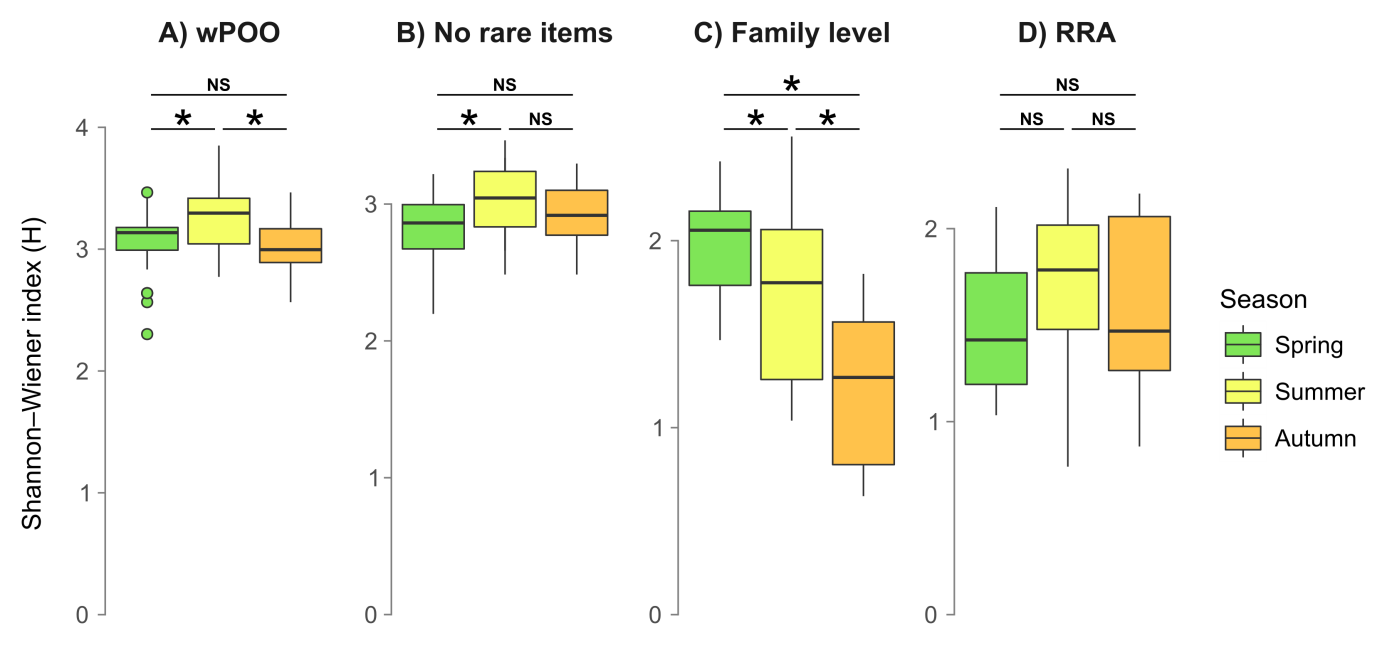 A) wPOO
B) No rare items
C) Family level
D) RRA
NS
* *
NS
* NS
*
* *
NS
NS NS
Shannon–Wiener index (H)
4
3
2
1
0
3
2
1
0
2
1
0
2
1
0
Season
Spring
Summer
Autumn